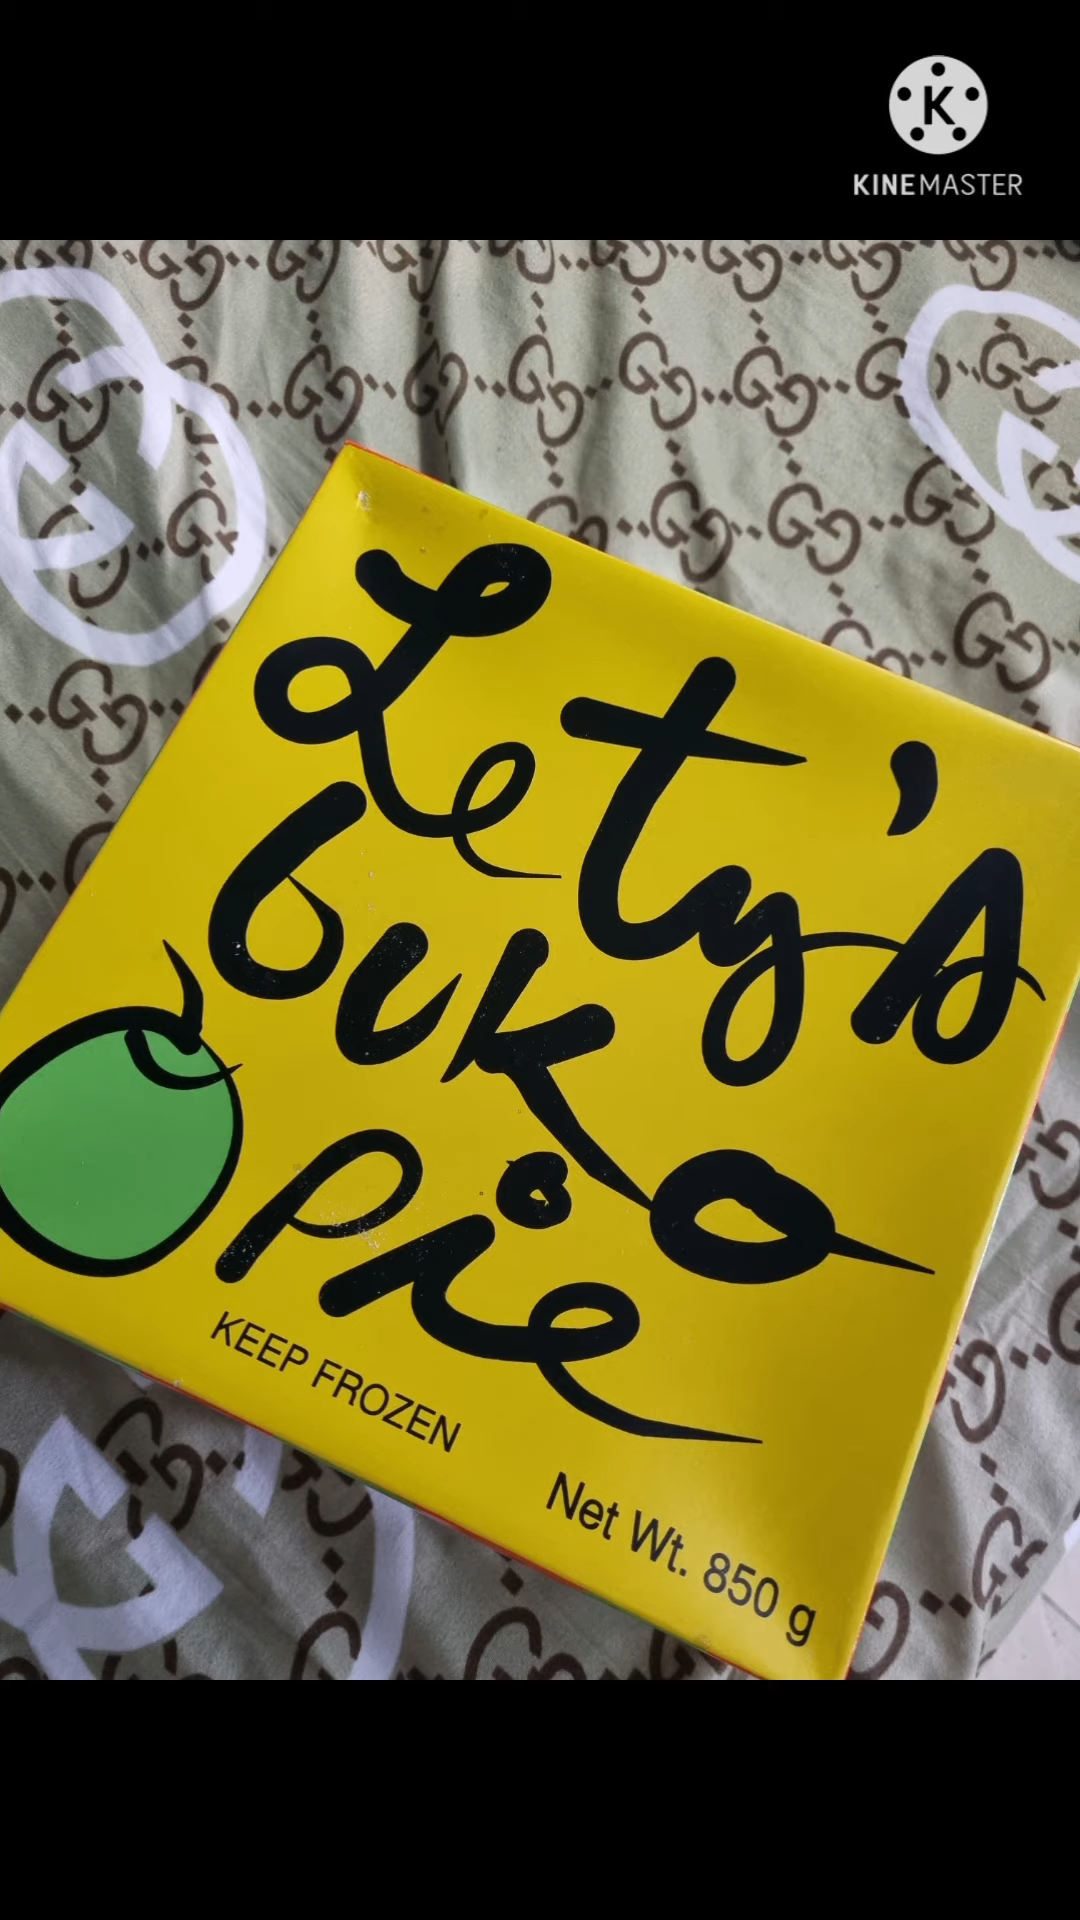 K
KINEMASTER
Lety's
buko
Pie
KEEP FROZEN
Net Wt. 850 g